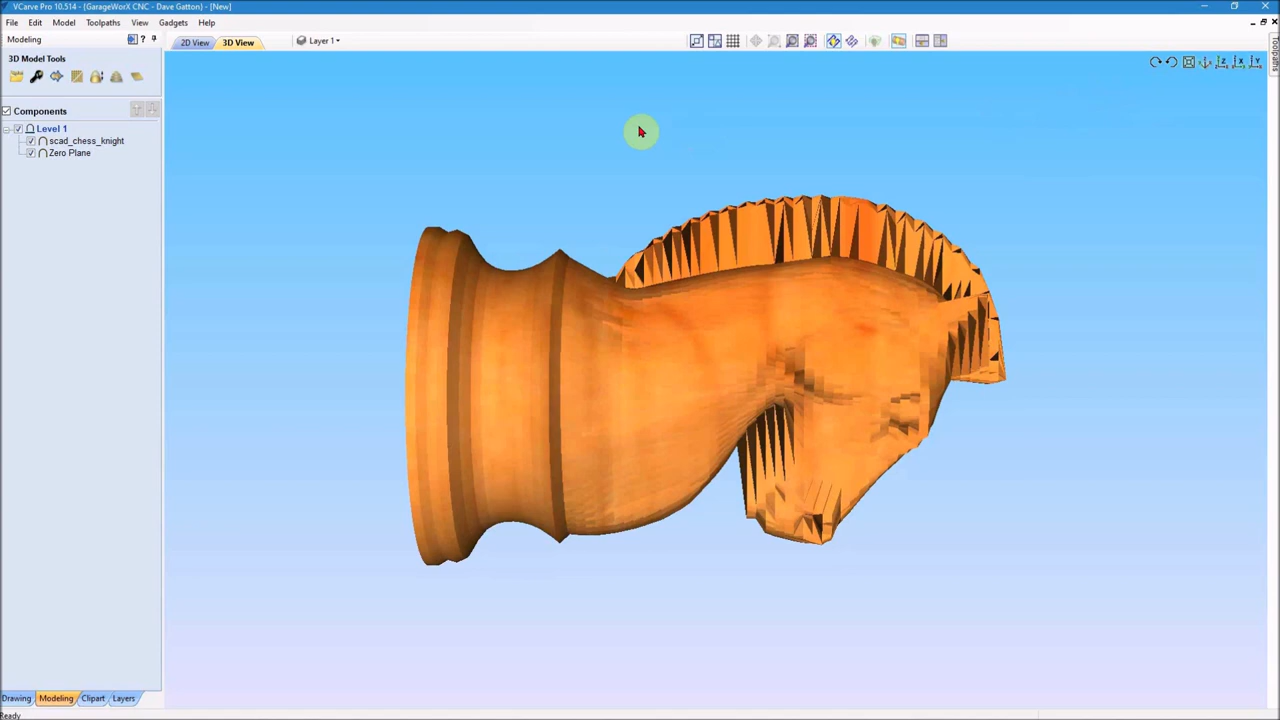 VCarve Pro 10.514 - {GarageWorX CNC - Dave Gatton} - [New]
File Edit Model Toolpaths View Gadgets Help
Modeling
2D View 3D View Layer 1
Toolpaths
3D Model Tools
Components
Level 1
scad_chess_knight
Zero Plane
Drawing Modeling Clipart Layers
Ready